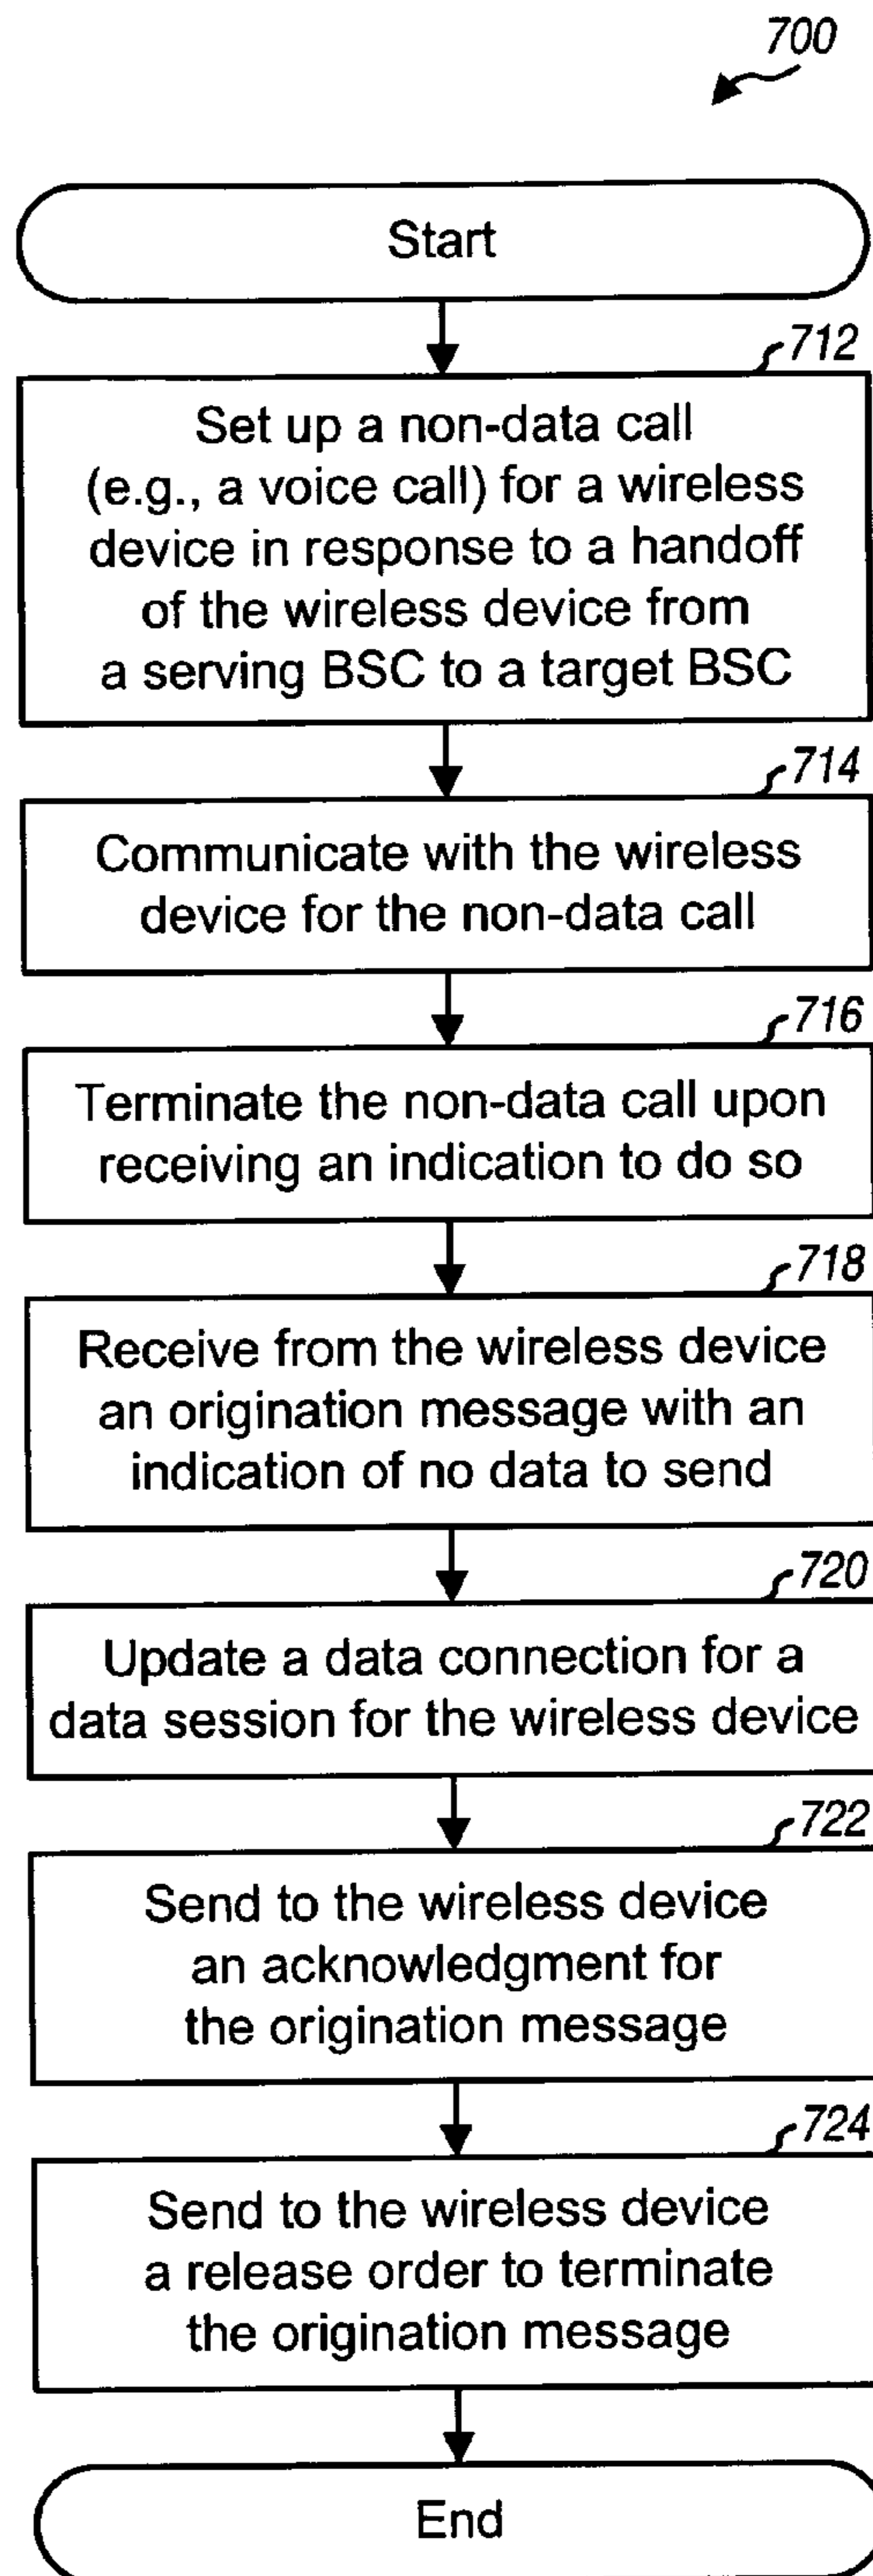 700
Start
712
Set up a non-data call
(e.g., a voice call) for a wireless
device in response to a handoff
of the wireless device from
a serving BSC to a target BSC
714
Communicate with the wireless
device for the non-data call
716
Terminate the non-data call upon
receiving an indication to do so
718
Receive from the wireless device
an origination message with an
indication of no data to send
720
Update a data connection for a
data session for the wireless device
722
Send to the wireless device
an acknowledgment for
the origination message
724
Send to the wireless device
a release order to terminate
the origination message
End